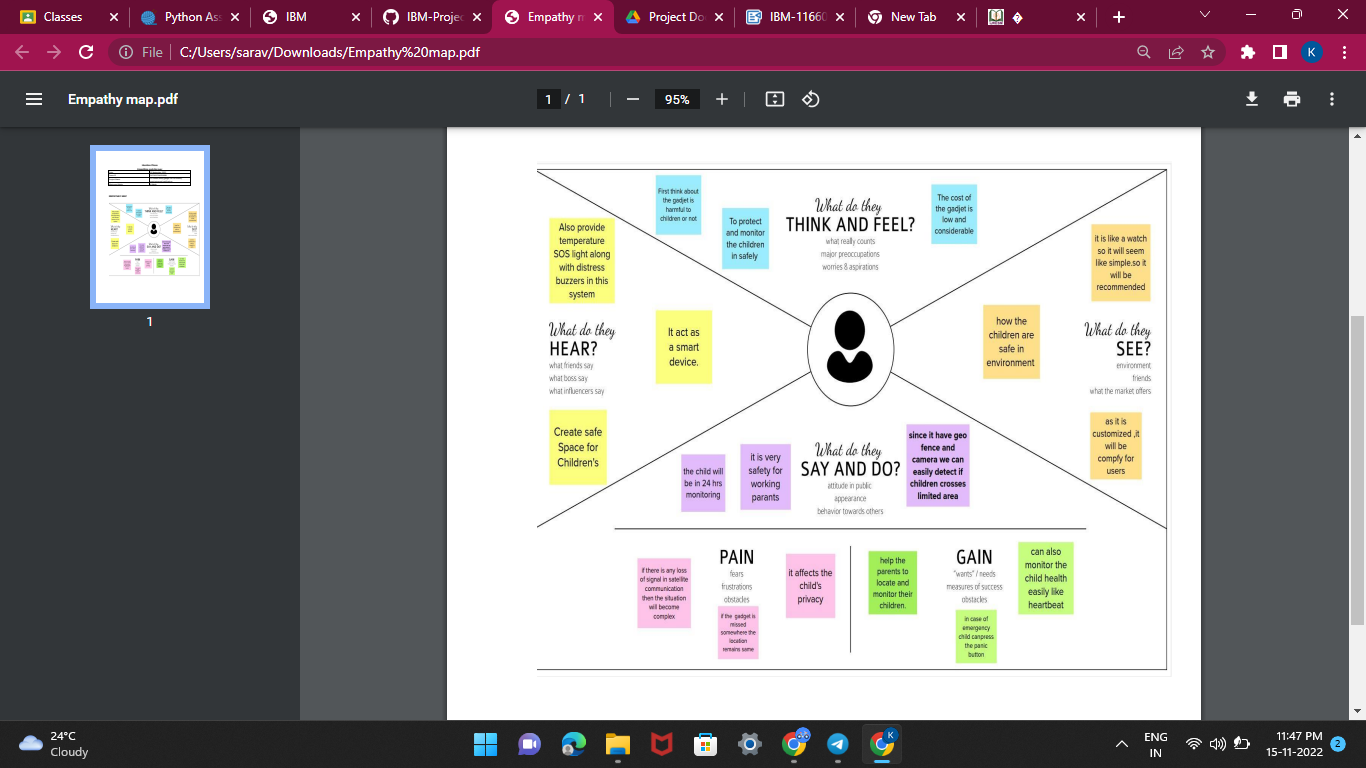 Classes
Python Ass
IBM
IBM-Projec
Empathy m
Project Do
IBM-11660
New Tab
File
C:/Users/sarav/Downloads/Empathy%20map.pdf
K
Empathy map.pdf
1 / 1
95%
1
First think about
the gadjet is
harmful to
children or not
To protect
and monitor
the children
in safely
What do they
THINK AND FEEL?
what really counts
major preoccupations
worries & aspirations
The cost of
the gadjet is
low and
considerable
Also provide
temperature
SOS light along
with distress
buzzers in this
system
What do they
HEAR?
what friends say
what boss say
what influencers say
It act as
a smart
device.
Create safe
Space for
Children's
it is like a watch
so it will seem
like simple.so it
will be
recommended
how the
children are
safe in
environment
What do they
SEE?
environment
friends
what the market offers
as it is
customized ,it
will be
compfy for
users
the child will
be in 24 hrs
monitoring
it is very
safety for
working
parants
What do they
SAY AND DO?
attitude in public
appearance
behavior towards others
since it have geo
fence and
camera we can
easily detect if
children crosses
limited area
if there is any loss
of signal in satellite
communication
then the situation
will become
complex
PAIN
fears
frustrations
obstacles
if the gedget is
missed
somewhere the
location
remains same
it affects the
child's
privacy
help the
parents to
locate and
monitor their
children.
GAIN
"wants" / needs
measures of success
obstacles
in case of
emergency
child canpress
the panic
button
can also
monitor the
child health
easily like
heartbeat
24°C
Cloudy
K
ENG
IN
11:47 PM
15-11-2022
2